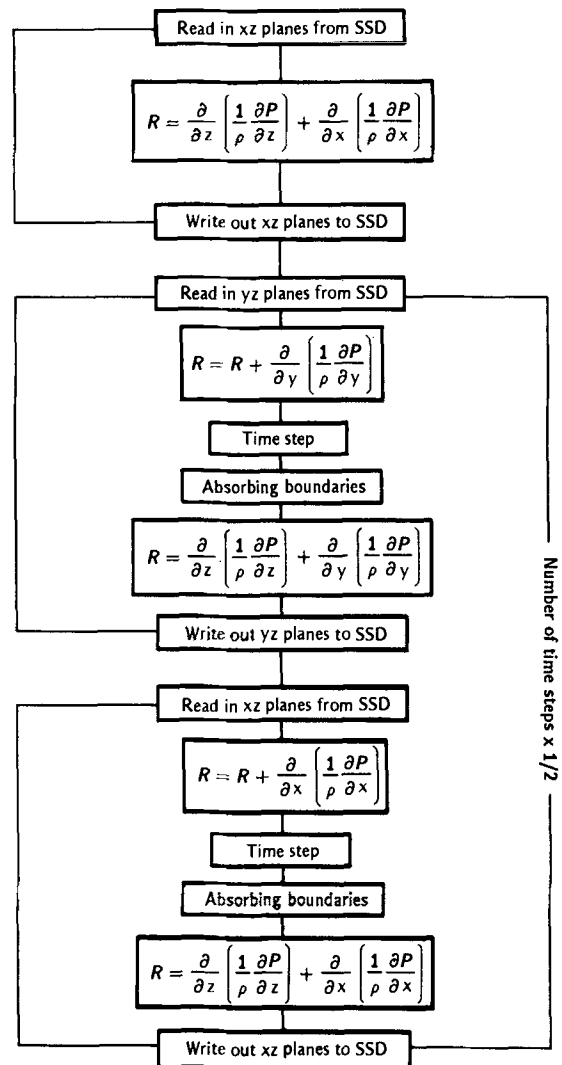 Read in xz planes from SSD
R = ∂/∂z (1/ρ ∂P/∂z) + ∂/∂x (1/ρ ∂P/∂x)
Write out xz planes to SSD
Read in yz planes from SSD
R = R + ∂/∂y (1/ρ ∂P/∂y)
Time step
Absorbing boundaries
R = ∂/∂z (1/ρ ∂P/∂z) + ∂/∂y (1/ρ ∂P/∂y)
Write out yz planes to SSD
Read in xz planes from SSD
R = R + ∂/∂x (1/ρ ∂P/∂x)
Time step
Absorbing boundaries
R = ∂/∂z (1/ρ ∂P/∂z) + ∂/∂x (1/ρ ∂P/∂x)
Write out xz planes to SSD
Number of time steps x 1/2